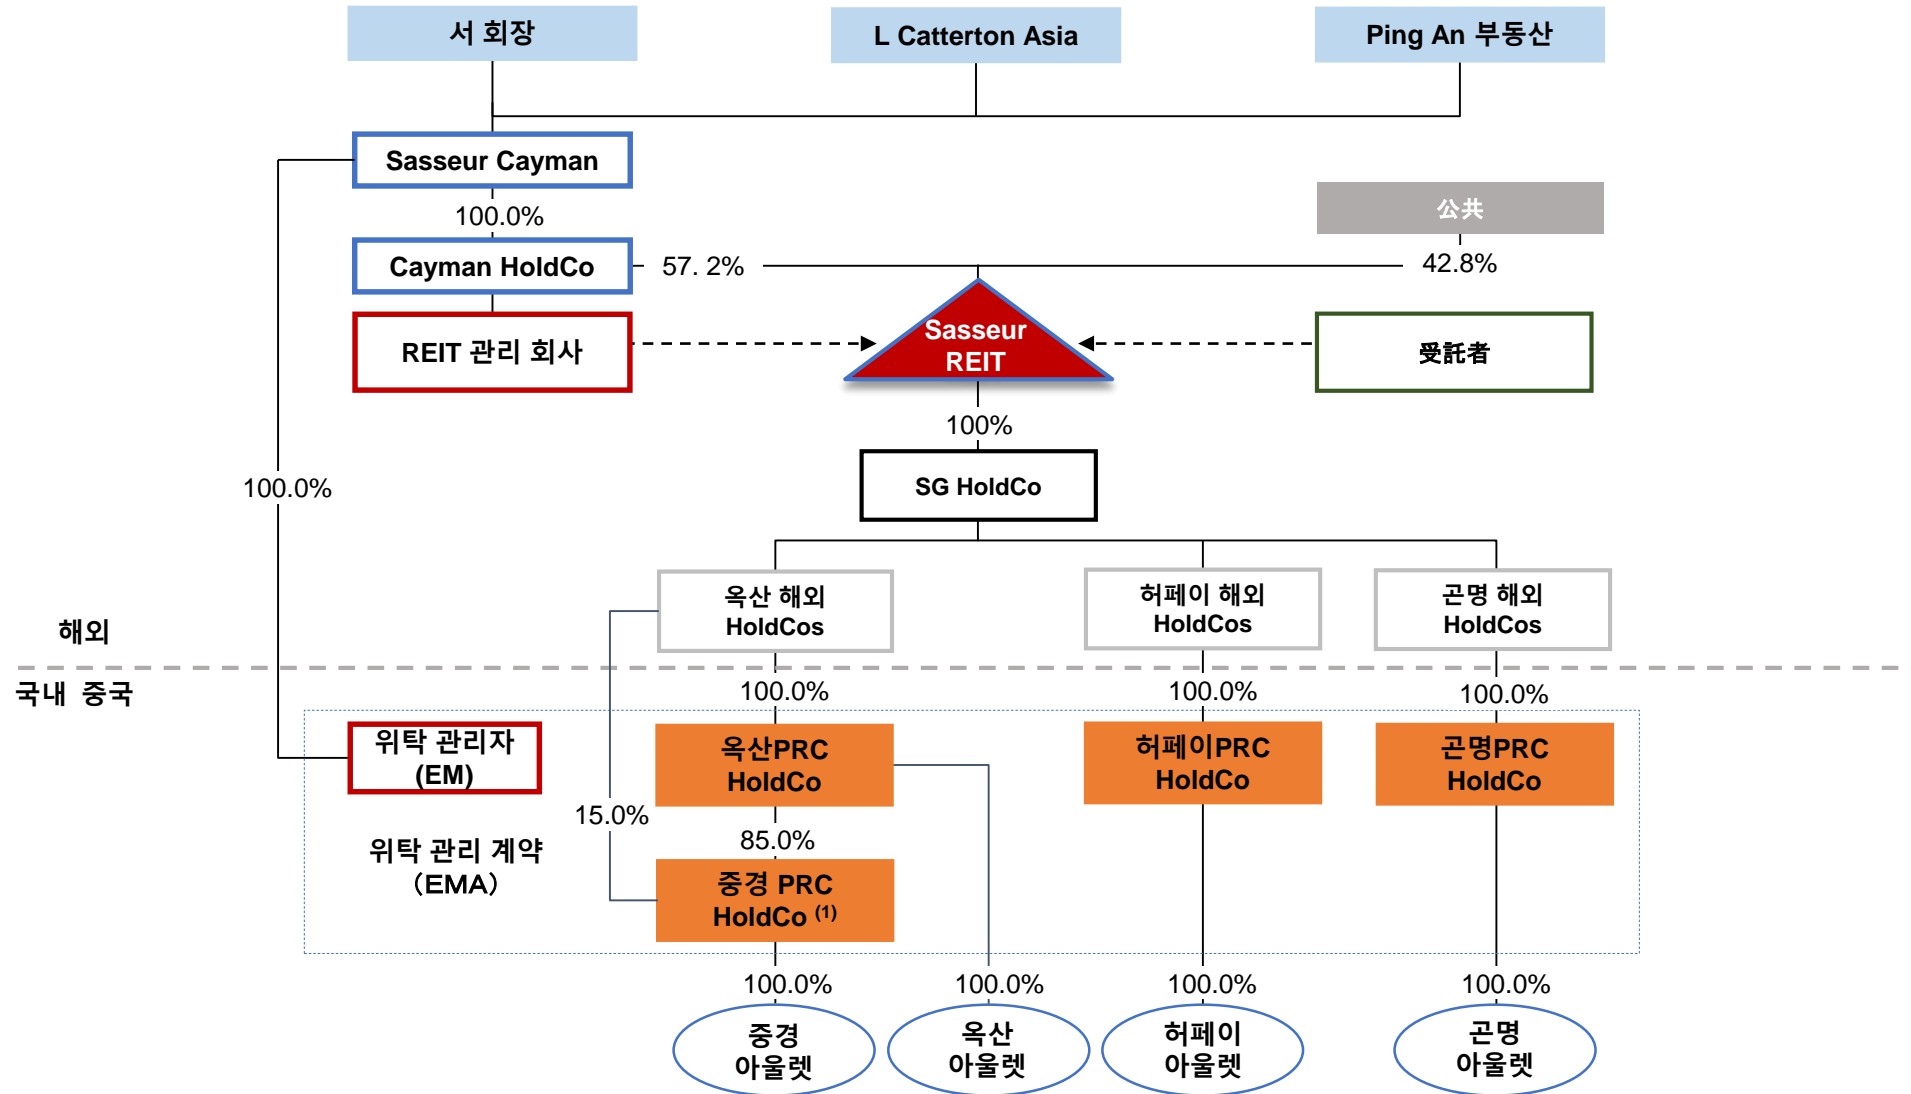 서 회장
L Catterton Asia
Ping An 부동산
Sasseur Cayman
100.0%
公共
Cayman HoldCo
57. 2%
42.8%
REIT 관리 회사
Sasseur
REIT
受託者
100%
100.0%
SG HoldCo
옥산 해외
HoldCos
허페이 해외
HoldCos
곤명 해외
HoldCos
해외
국내 중국
100.0%
100.0%
100.0%
위탁 관리자
(EM)
옥산PRC
HoldCo
허페이PRC
HoldCo
곤명PRC
HoldCo
15.0%
85.0%
위탁 관리 계약
（EMA）
중경 PRC
HoldCo (1)
100.0%
100.0%
100.0%
100.0%
중경
아울렛
옥산
아울렛
허페이
아울렛
곤명
아울렛